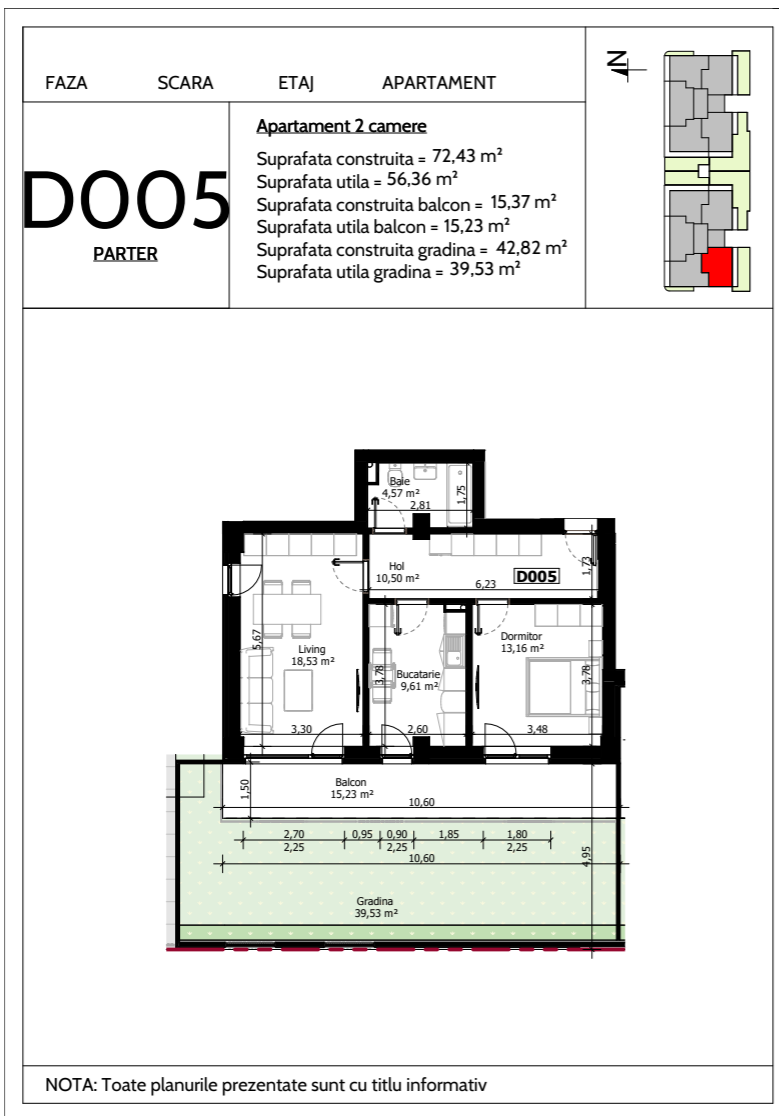 FAZA SCARA ETAJ APARTAMENT
N
D005
PARTER
Apartament 2 camere
Suprafata construita = 72,43 m²
Suprafata utila = 56,36 m²
Suprafata construita balcon = 15,37 m²
Suprafata utila balcon = 15,23 m²
Suprafata construita gradina = 42,82 m²
Suprafata utila gradina = 39,53 m²
Baie
4,57 m²
2,81
1,75
Hol
10,50 m²
D005
6,23
1,73
Living
18,53 m²
5,67
3,30
Bucatarie
9,61 m²
3,78
2,60
Dormitor
13,16 m²
3,78
3,48
Balcon
15,23 m²
1,50
10,60
2,70 0,95 0,90 1,85 1,80
2,25 2,25 2,25
10,60
4,95
Gradina
39,53 m²
NOTA: Toate planurile prezentate sunt cu titlu informativ